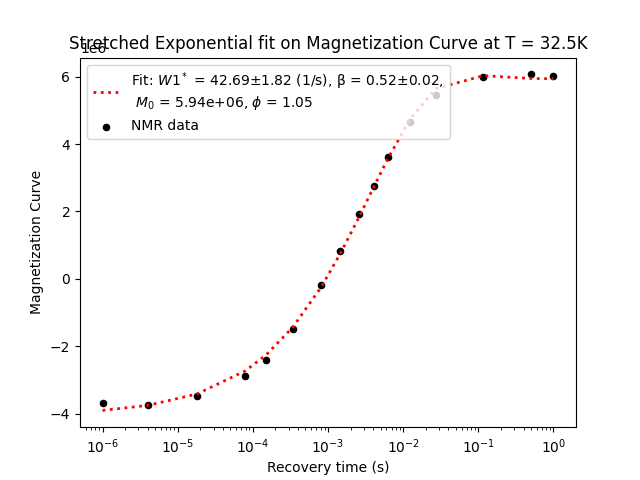 Stretched Exponential fit on Magnetization Curve at T = 32.5K
1e6
Fit: W1* = 42.69±1.82 (1/s), β = 0.52±0.02,
M₀ = 5.94e+06, ϕ = 1.05
NMR data
6
4
2
0
−2
−4
Magnetization Curve
10⁻⁶ 10⁻⁵ 10⁻⁴ 10⁻³ 10⁻² 10⁻¹ 10⁰
Recovery time (s)